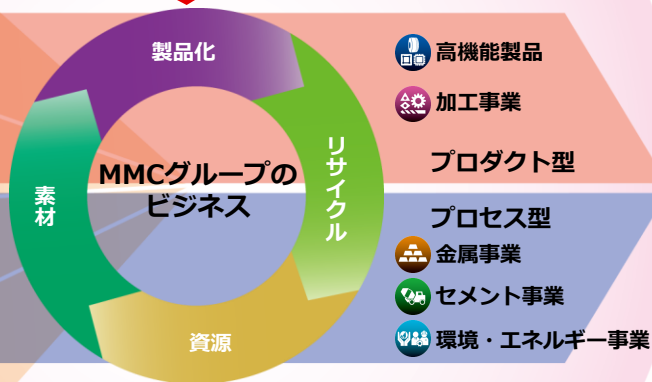 製品化
リサイクル
資源
素材
MMCグループの
ビジネス
高機能製品
加工事業
プロダクト型
プロセス型
金属事業
セメント事業
環境・エネルギー事業